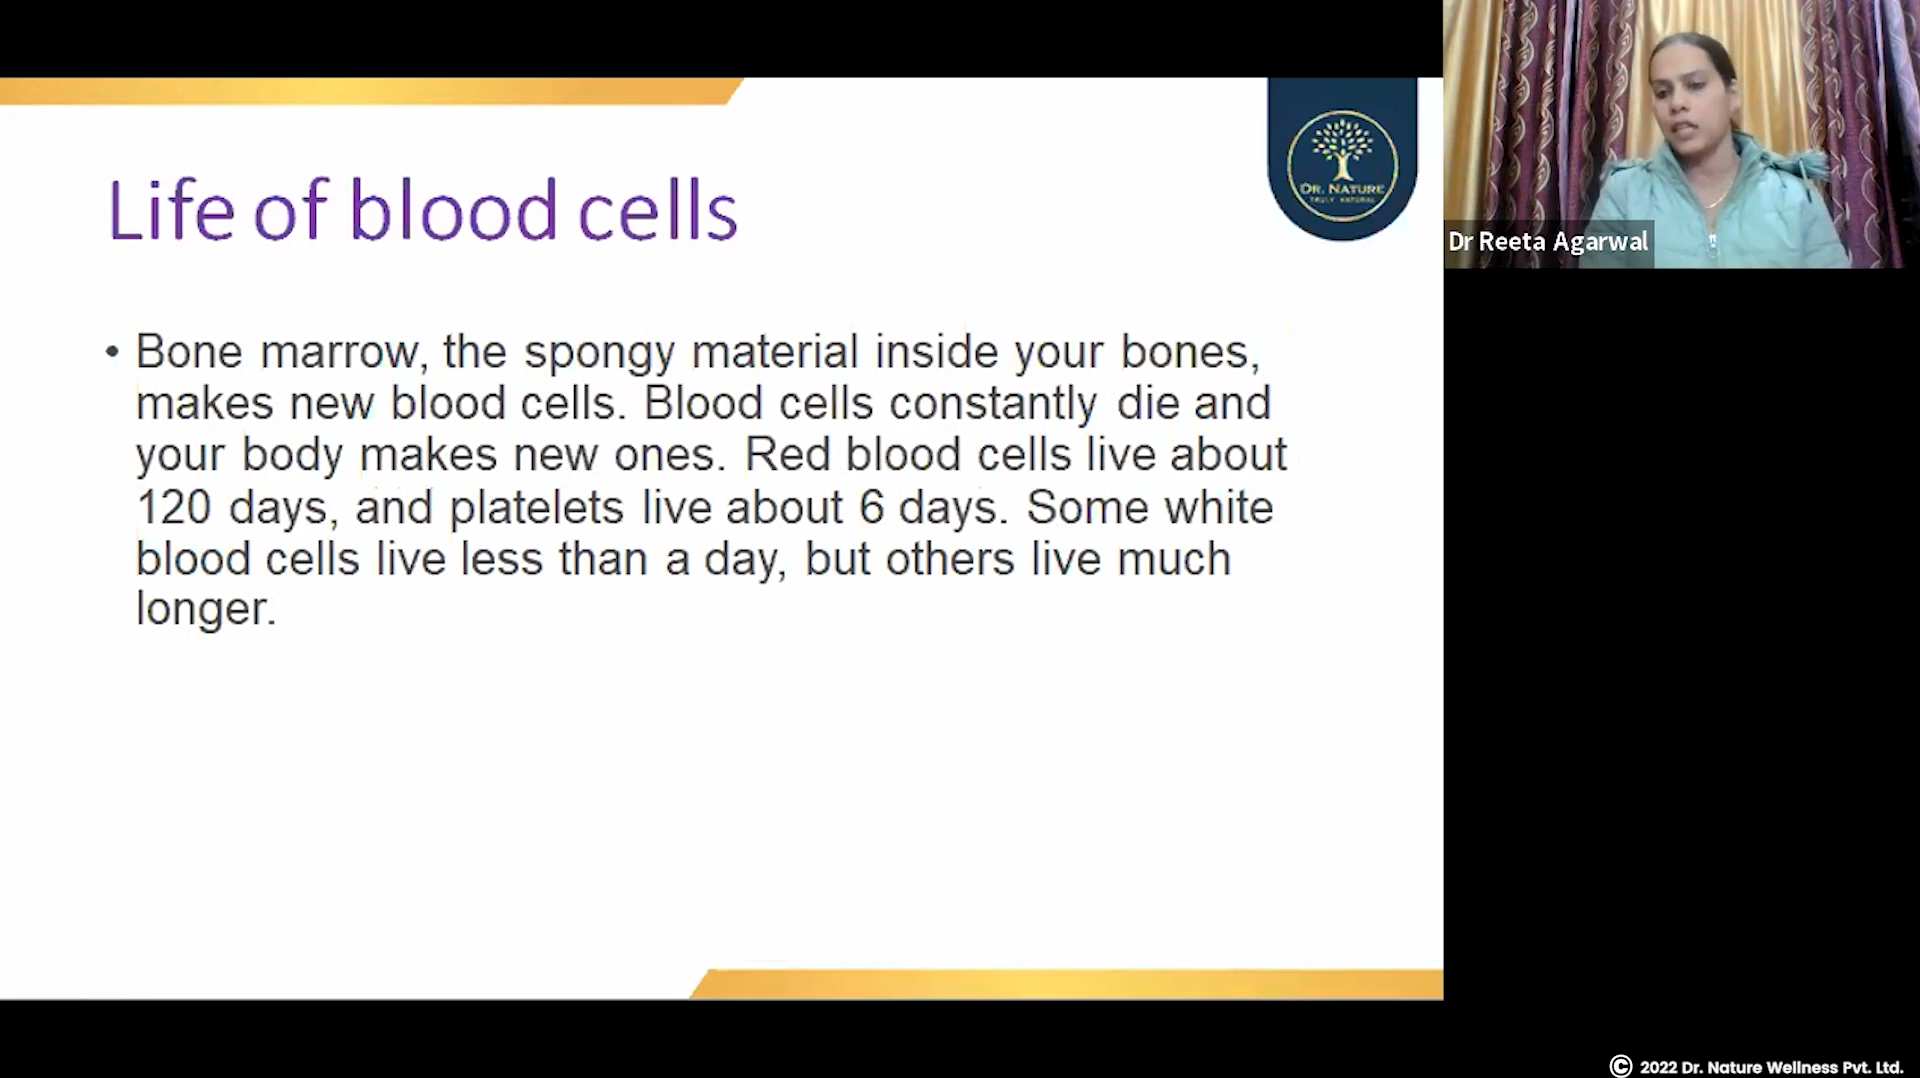 Life of blood cells
DR. NATURE
TRULY NATURAL
Dr Reeta Agarwal
• Bone marrow, the spongy material inside your bones,
makes new blood cells. Blood cells constantly die and
your body makes new ones. Red blood cells live about
120 days, and platelets live about 6 days. Some white
blood cells live less than a day, but others live much
longer.
© 2022 Dr. Nature Wellness Pvt. Ltd.